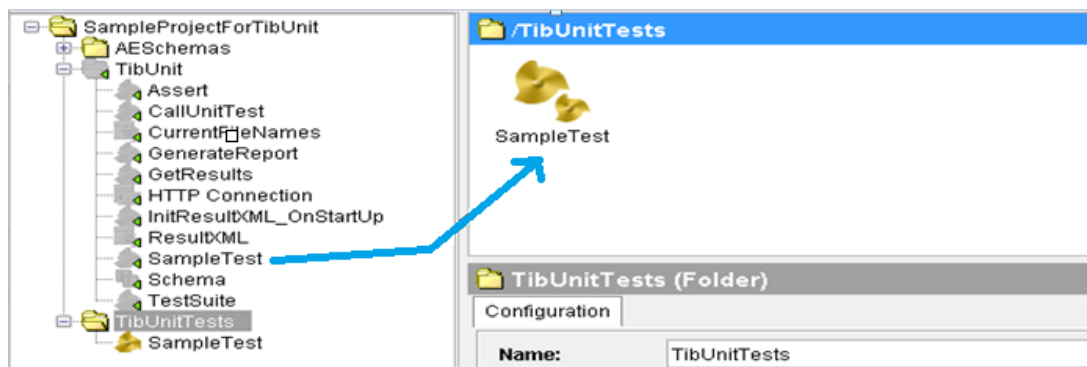 SampleProjectForTibUnit
AESchemas
TibUnit
Assert
CallUnitTest
CurrentFileNames
GenerateReport
GetResults
HTTP Connection
InitResultXML_OnStartUp
ResultXML
SampleTest
Schema
TestSuite
TibUnitTests
SampleTest
/TibUnitTests
SampleTest
TibUnitTests (Folder)
Configuration
Name: TibUnitTests